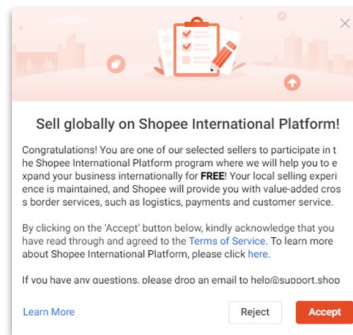 Sell globally on Shopee International Platform!
Congratulations! You are one of our selected sellers to participate in t
he Shopee International Platform program where we will help you to e
xpand your business internationally for FREE! Your local selling experi
ence is maintained, and Shopee will provide you with value-added cros
s border services, such as logistics, payments and customer service.
By clicking on the 'Accept' button below, kindly acknowledge that you
have read through and agreed to the Terms of Service. To learn more
about Shopee International Platform, please click here.
If you have any questions, please drop an email to help@support.shop
Learn More
Reject
Accept